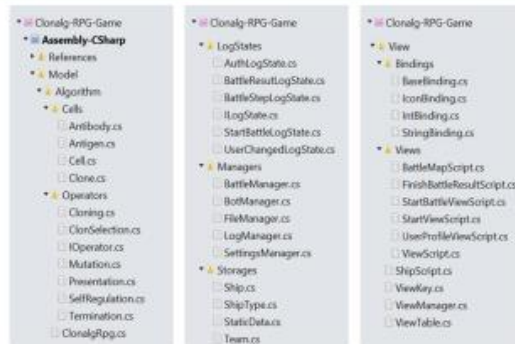 Clonalg-RPG-Game
Assembly-CSharp
References
Model
Algorithm
Cells
Antibody.cs
Antigen.cs
Cell.cs
Clone.cs
Operators
Cloning.cs
ClonSelection.cs
IOperator.cs
Mutation.cs
Presentation.cs
SelfRegulation.cs
Termination.cs
ClonalgRpg.cs
Clonalg-RPG-Game
LogStates
AuthLogState.cs
BattleResutLogState.cs
BattleStepLogState.cs
ILogState.cs
StartBattleLogState.cs
UserChangedLogState.cs
Managers
BattleManager.cs
BotManager.cs
FileManager.cs
LogManager.cs
SettingsManager.cs
Storages
Ship.cs
ShipType.cs
StaticData.cs
Team.cs
Clonalg-RPG-Game
View
Bindings
BaseBinding.cs
IconBinding.cs
IntBinding.cs
StringBinding.cs
Views
BattleMapScript.cs
FinishBattleResultScript.cs
StartBattleViewScript.cs
StartViewScript.cs
UserProfileViewScript.cs
ViewScript.cs
ShipScript.cs
ViewKey.cs
ViewManager.cs
ViewTable.cs